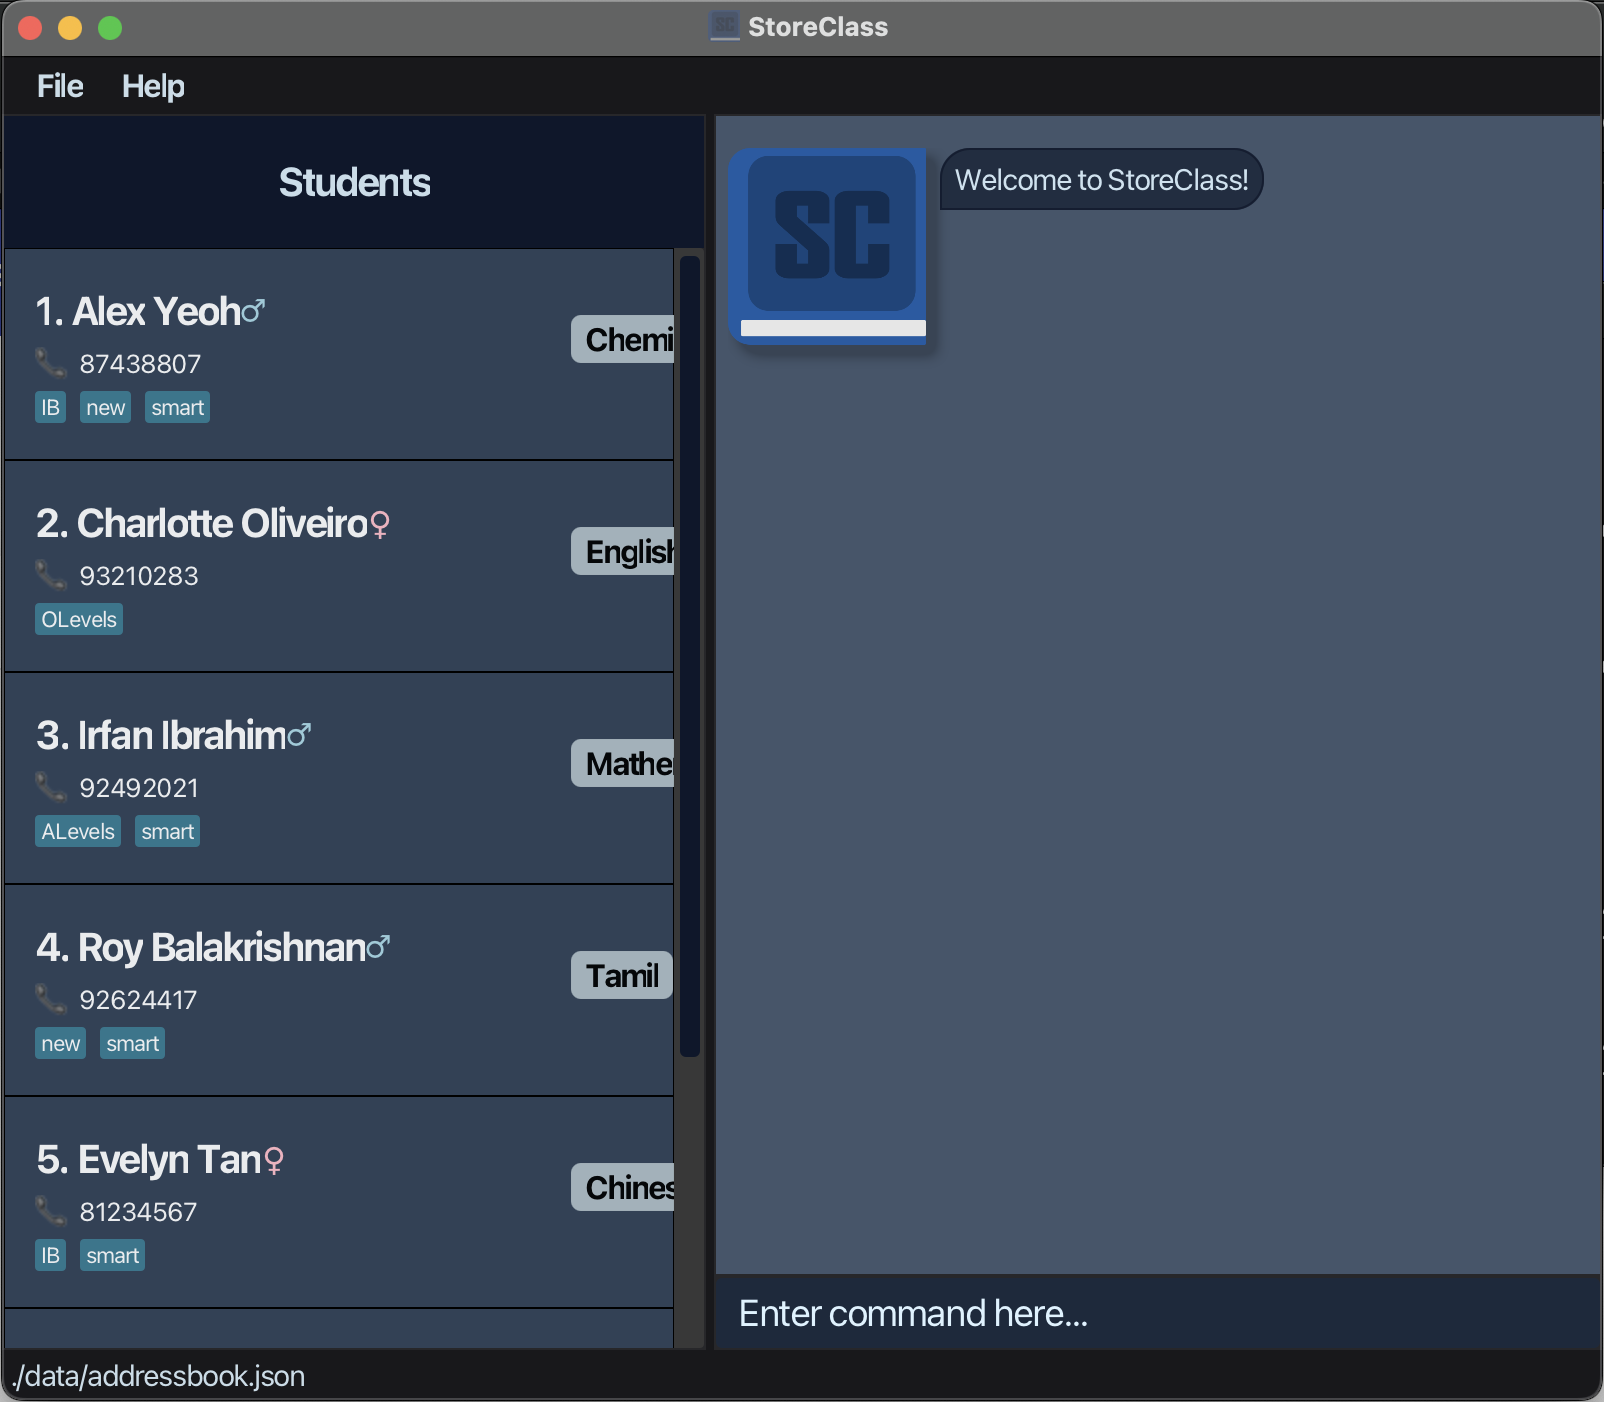 StoreClass
File Help
Students
1. Alex Yeoh♂
87438807
Chemi
IB new smart
2. Charlotte Oliveiro♀
93210283
English
OLevels
3. Irfan Ibrahim♂
92492021
Mathe
ALevels smart
4. Roy Balakrishnan♂
92624417
Tamil
new smart
5. Evelyn Tan♀
81234567
Chines
IB smart
SC
Welcome to StoreClass!
Enter command here...
./data/addressbook.json